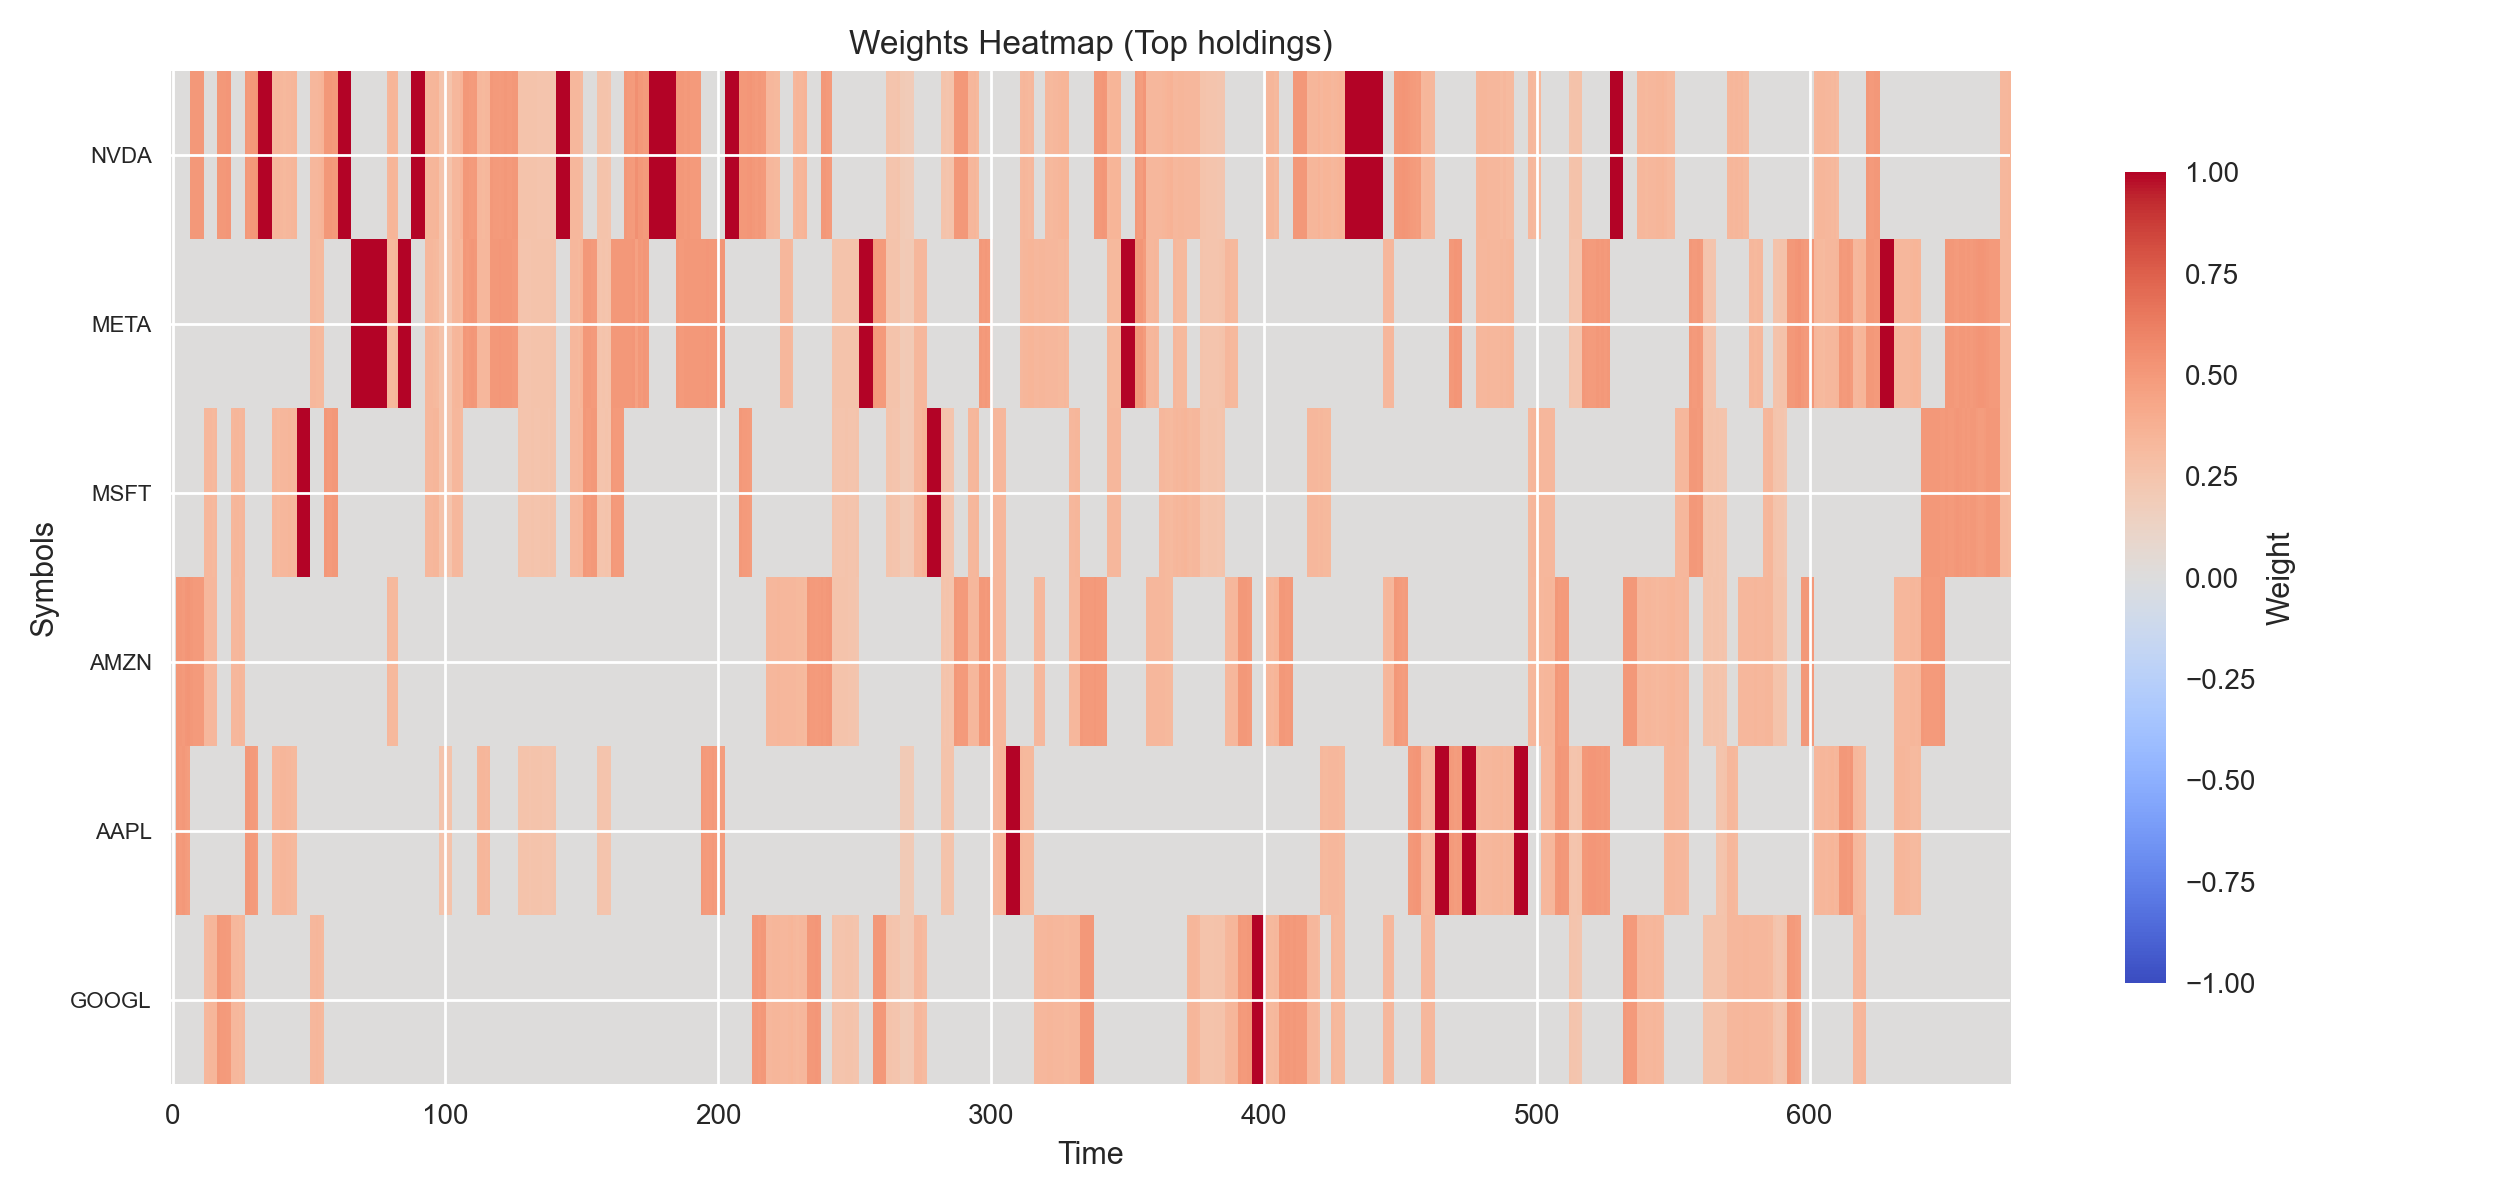 Weights Heatmap (Top holdings)
NVDA
META
MSFT
AMZN
AAPL
GOOGL
Symbols
0 100 200 300 400 500 600
Time
1.00
0.75
0.50
0.25
0.00
−0.25
−0.50
−0.75
−1.00
Weight